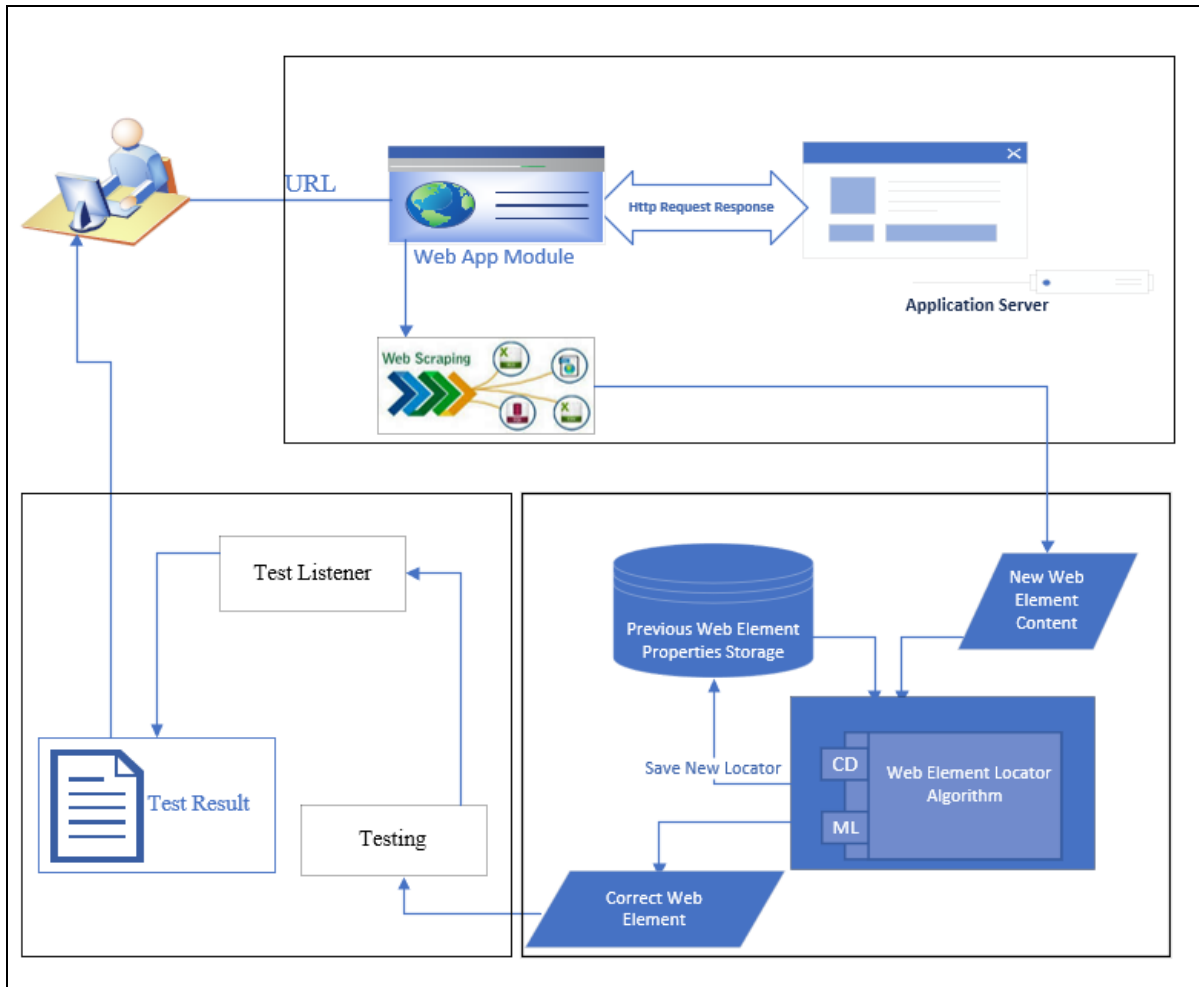 URL
Http Request Response
Web App Module
Application Server
Web Scraping
X
X
Test Listener
New Web
Element
Content
Previous Web Element
Properties Storage
Save New Locator
CD
Web Element Locator
Algorithm
ML
Test Result
Testing
Correct Web
Element